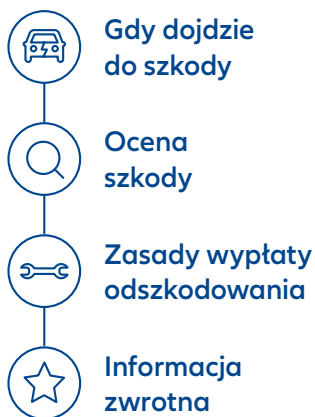 Gdy dojdzie
do szkody
Ocena
szkody
Zasady wypłaty
odszkodowania
Informacja
zwrotna